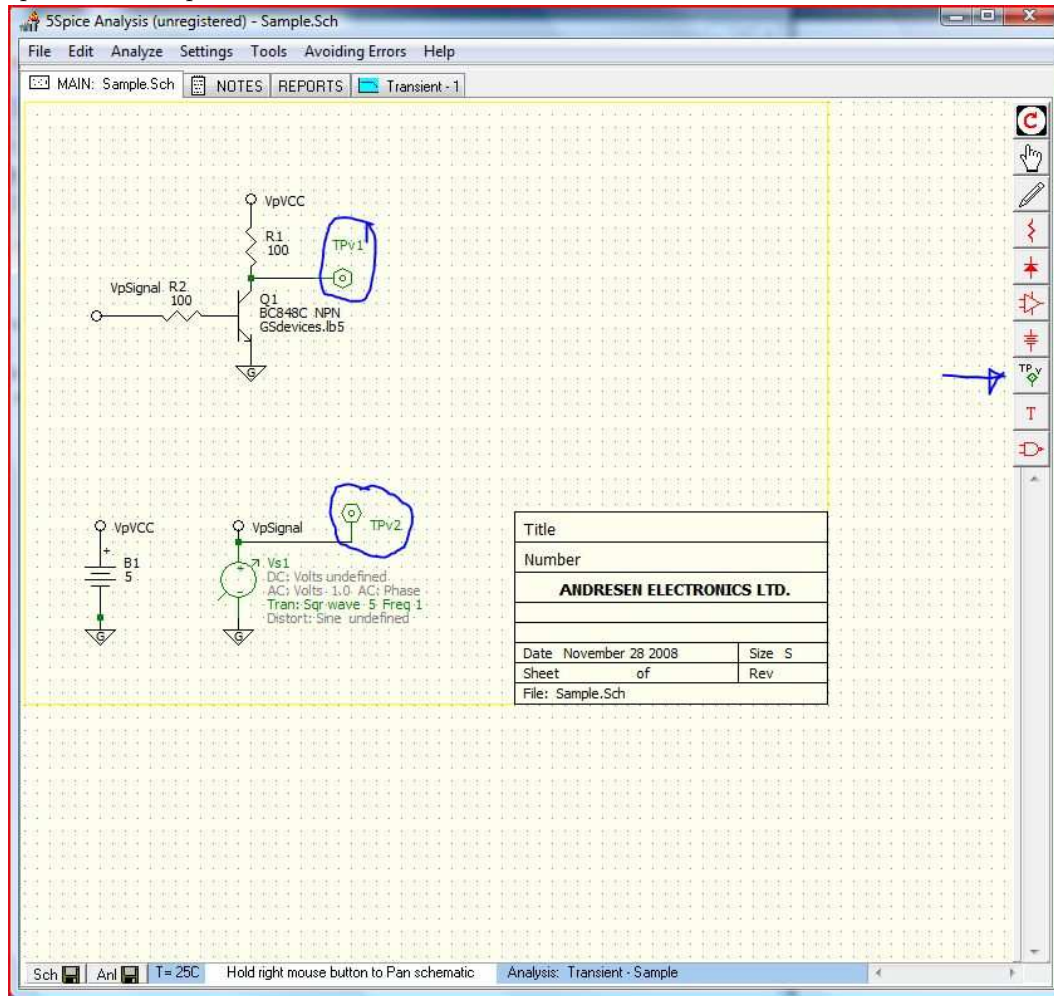 5Spice Analysis (unregistered) - Sample.Sch
File Edit Analyze Settings Tools Avoiding Errors Help
MAIN: Sample.Sch NOTES REPORTS Transient - 1
C
VpVCC
R1
100
TPv1
VpSignal R2
100
Q1
BC848C NPN
GSdevices.lb5
G
TP v
T
VpVCC
B1
5
+
G
VpSignal
TPv2
Vs1
DC: Volts undefined
AC: Volts 1.0 AC: Phase
Tran: Sqr wave 5 Freq 1
Distort: Sine undefined
G
Title
Number
ANDRESEN ELECTRONICS LTD.
Date November 28 2008 Size S
Sheet of Rev
File: Sample.Sch
Sch Anl T= 25C Hold right mouse button to Pan schematic Analysis: Transient - Sample